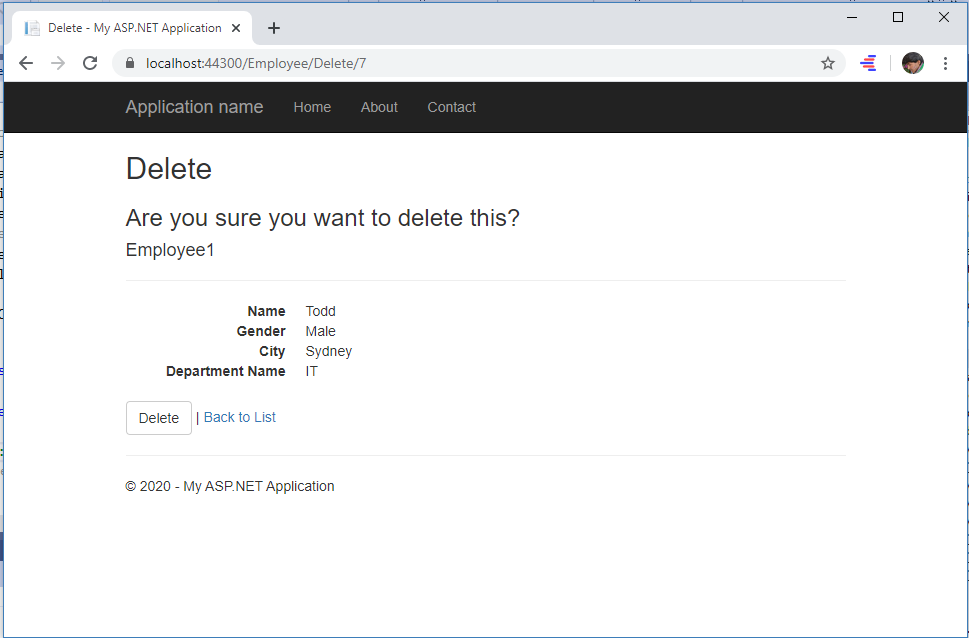 Delete - My ASP.NET Application
localhost:44300/Employee/Delete/7
Application name Home About Contact
Delete
Are you sure you want to delete this?
Employee1
Name Todd
Gender Male
City Sydney
Department Name IT
Delete | Back to List
© 2020 - My ASP.NET Application